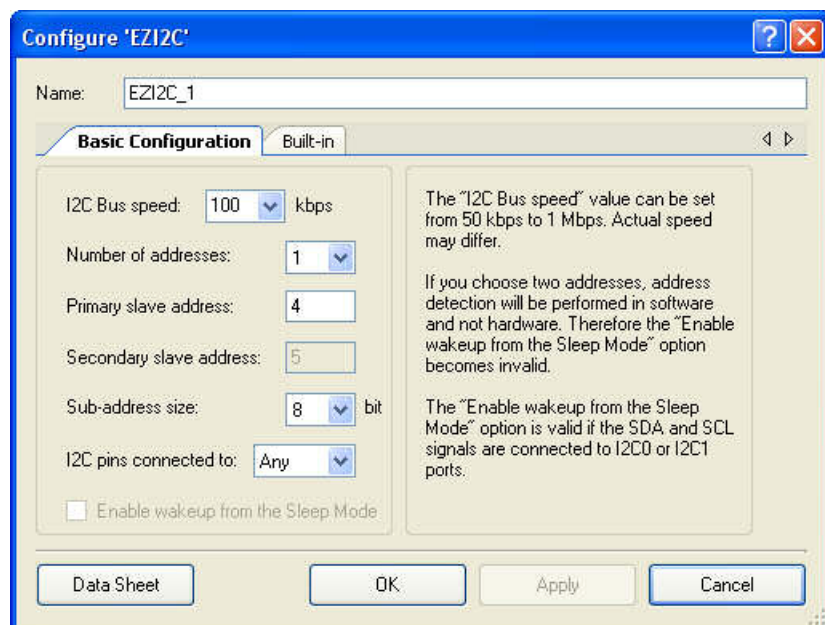 Configure 'EZI2C'
Name: EZI2C_1
Basic Configuration Built-in
I2C Bus speed: 100 kbps
Number of addresses: 1
Primary slave address: 4
Secondary slave address: 5
Sub-address size: 8 bit
I2C pins connected to: Any
Enable wakeup from the Sleep Mode
The "I2C Bus speed" value can be set
from 50 kbps to 1 Mbps. Actual speed
may differ.
If you choose two addresses, address
detection will be performed in software
and not hardware. Therefore the "Enable
wakeup from the Sleep Mode" option
becomes invalid.
The "Enable wakeup from the Sleep
Mode" option is valid if the SDA and SCL
signals are connected to I2C0 or I2C1
ports.
Data Sheet OK Apply Cancel